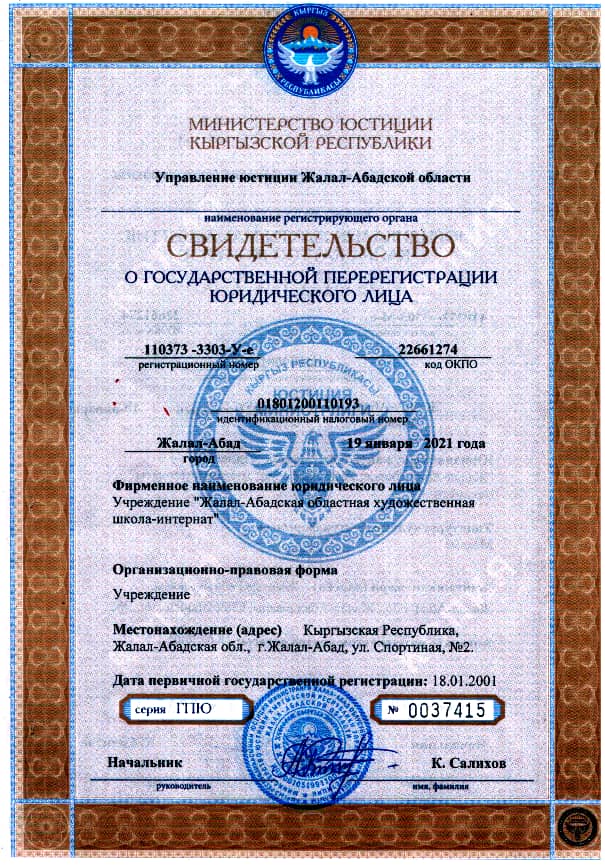 КЫРГЫЗ
РЕСПУБЛИКАСЫ
МИНИСТЕРСТВО ЮСТИЦИИ
КЫРГЫЗСКОЙ РЕСПУБЛИКИ
Управление юстиции Жалал-Абадской области
наименование регистрирующего органа
СВИДЕТЕЛЬСТВО
О ГОСУДАРСТВЕННОЙ ПЕРЕРЕГИСТРАЦИИ
ЮРИДИЧЕСКОГО ЛИЦА
110373 -3303-У-е 22661274
регистрационный номер код ОКПО
КЫРГЫЗ РЕСПУБЛИКАСЫ
ЮСТИЦИЯ
01801200110193
идентификационный налоговый номер
Жалал-Абад 19 января 2021 года
город
Фирменное наименование юридического лица
Учреждение "Жалал-Абадская областная художественная
школа-интернат"
Организационно-правовая форма
Учреждение
Местонахождение (адрес) Кыргызская Республика,
Жалал-Абадская обл., г.Жалал-Абад, ул. Спортиная, №2.
Дата первичной государственной регистрации: 18.01.2001
серия ГПЮ № 0037415
Начальник К. Салихов
руководитель имя, фамилия